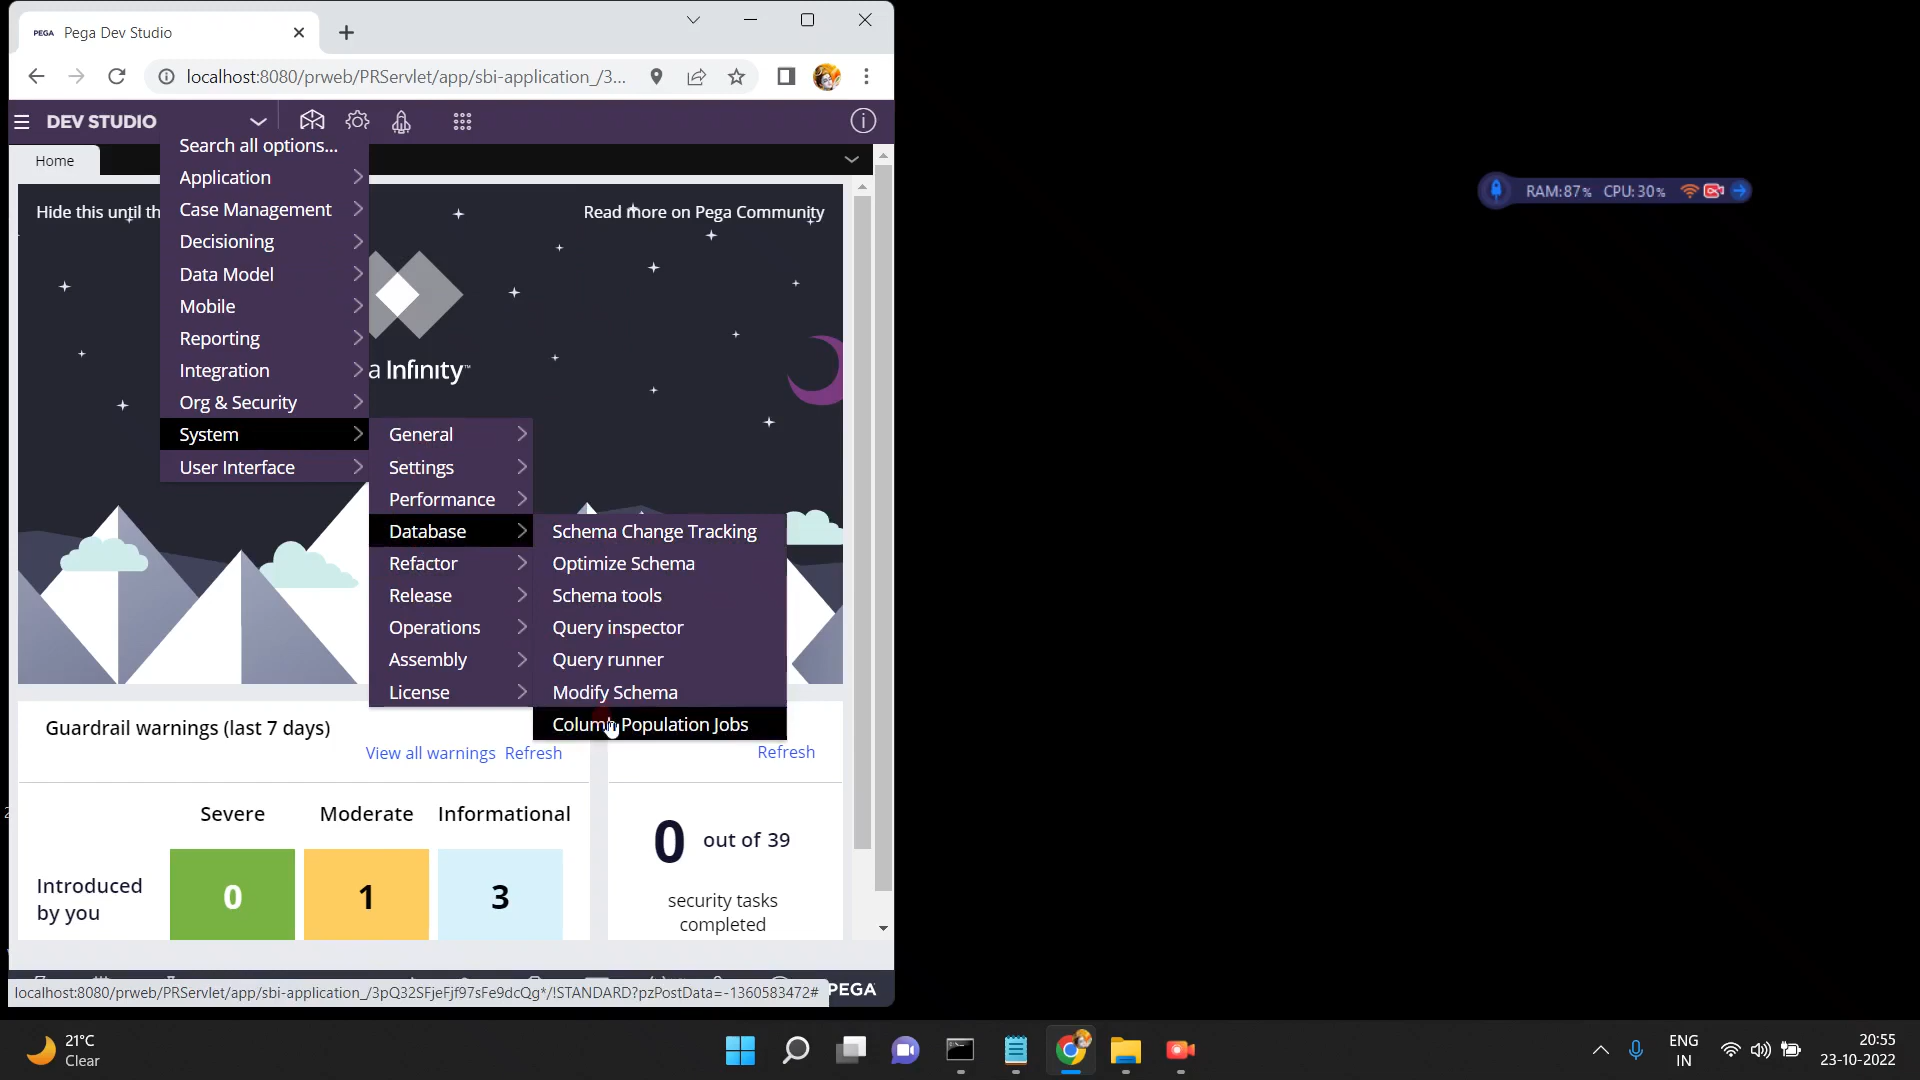 PEGA Pega Dev Studio
localhost:8080/prweb/PRServlet/app/sbi-application_/3...
DEV STUDIO
Home
Search all options...
Application
Case Management
Decisioning
Data Model
Mobile
Reporting
Integration
Org & Security
System
User Interface
General
Settings
Performance
Database
Refactor
Release
Operations
Assembly
License
Schema Change Tracking
Optimize Schema
Schema tools
Query inspector
Query runner
Modify Schema
Column Population Jobs
Hide this until th
Read more on Pega Community
a Infinity™
Guardrail warnings (last 7 days)
View all warnings Refresh
Refresh
Severe Moderate Informational
Introduced
by you
0 1 3
0 out of 39
security tasks
completed
localhost:8080/prweb/PRServlet/app/sbi-application_/3pQ32SFjeFjf97sFe9dcQg*/!STANDARD?pzPostData=-1360583472#
PEGA
RAM:87% CPU:30%
21°C
Clear
ENG
IN
20:55
23-10-2022